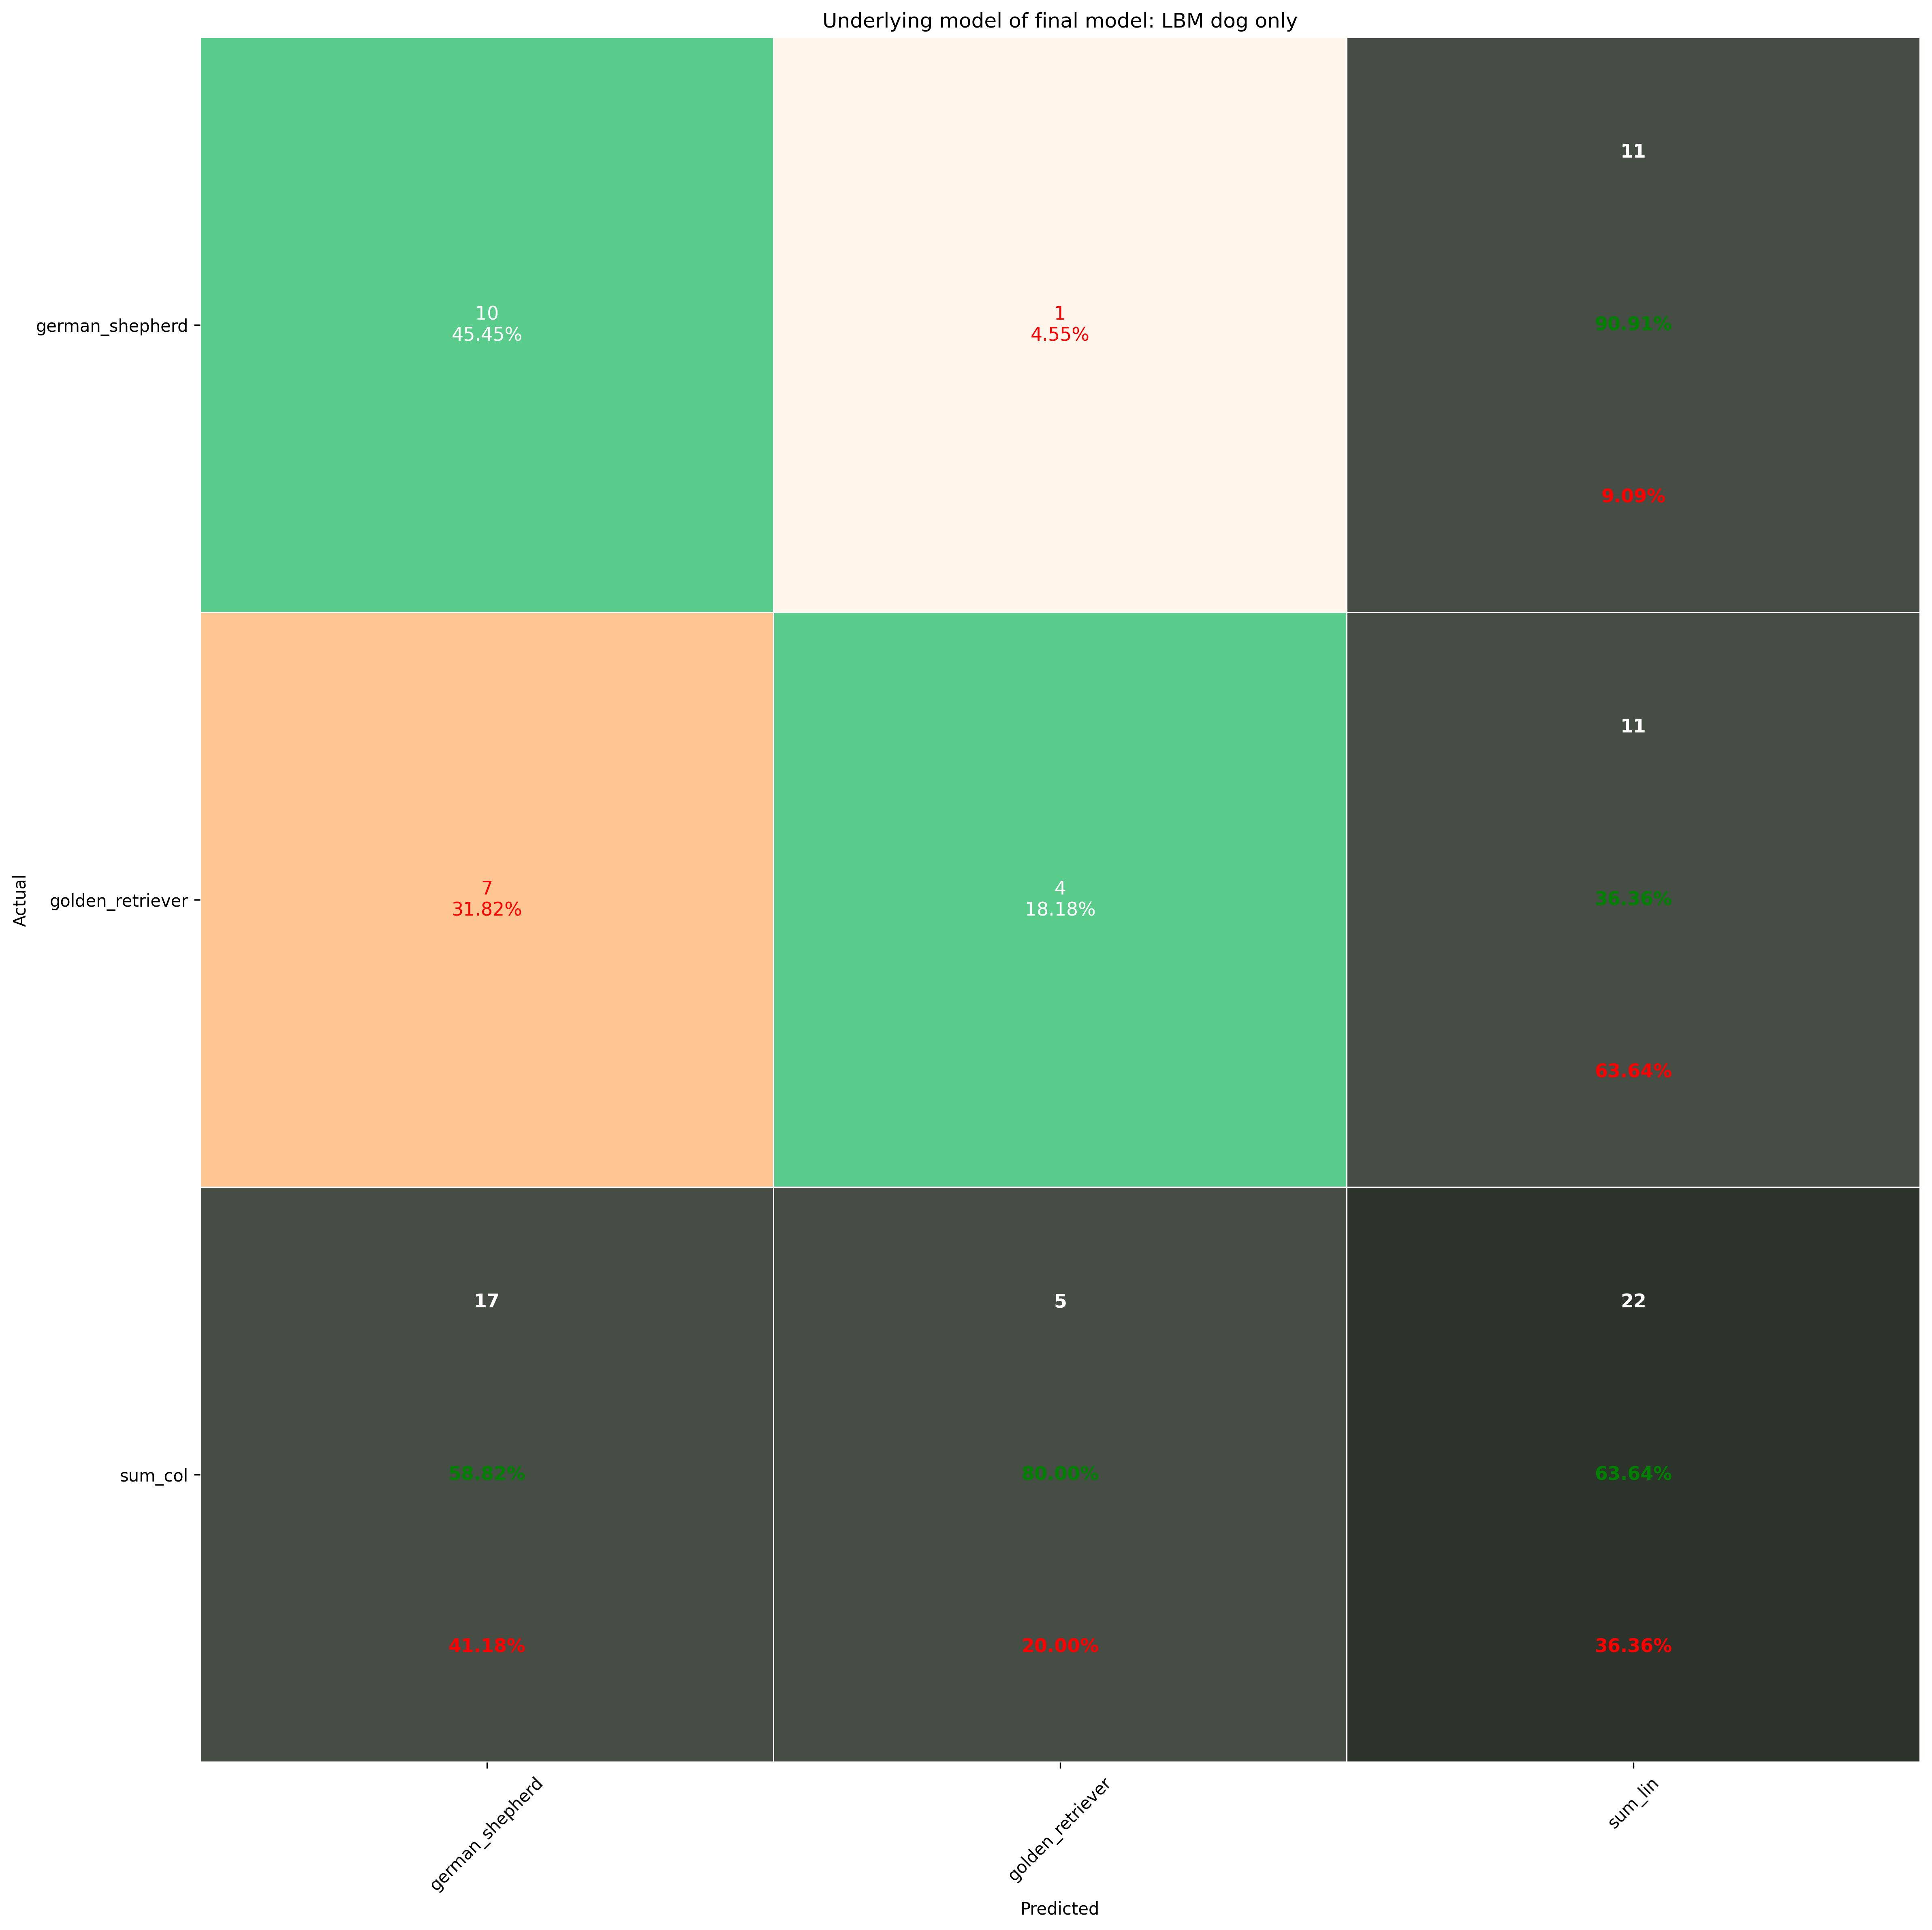 Underlying model of final model: LBM dog only
11
10
45.45%
1
4.55%
german_shepherd
90.91%
9.09%
11
7
31.82%
4
18.18%
golden_retriever
36.36%
Actual
63.64%
17
5
22
sum_col
58.82%
80.00%
63.64%
41.18%
20.00%
36.36%
german_shepherd
golden_retriever
sum_lin
Predicted